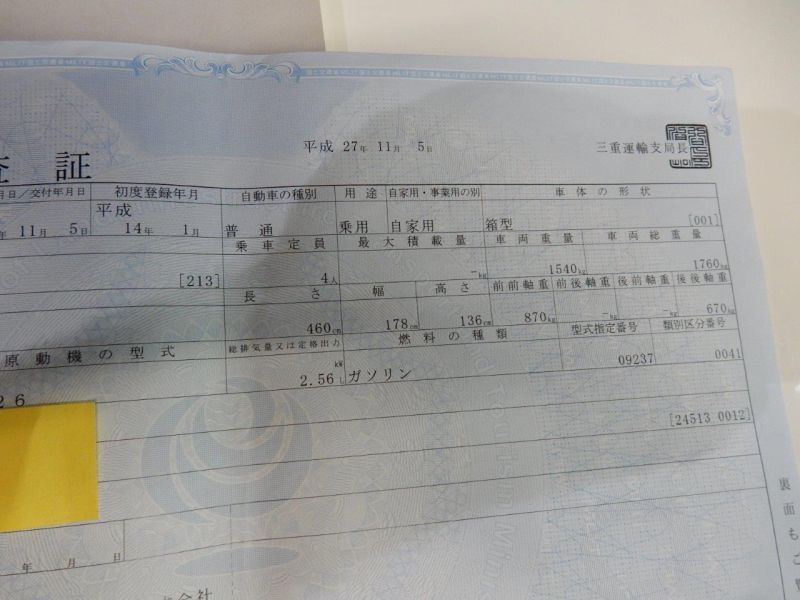 平成 27年 11月 5日
三重運輸支局長
査 証
月日/交付年月日 初度登録年月 自動車の種別 用途 自家用・事業用の別 車体の形状
年 11月 5日 平成 14年 1月 普通 乗用 自家用 箱型 [001]
乗車定員 最大積載量 車両重量 車両総重量
[213] 4人 -kg 1540kg 1760kg
長さ 幅 高さ 前前軸重 前後軸重 後前軸重 後後軸重
460cm 178cm 136cm 870kg -kg -kg 670kg
原動機の型式 総排気量又は定格出力 燃料の種類 型式指定番号 類別区分番号
26 kW 2.56L ガソリン 09237 0041
[24513 0012]
年 月 日
式会社
裏面もご